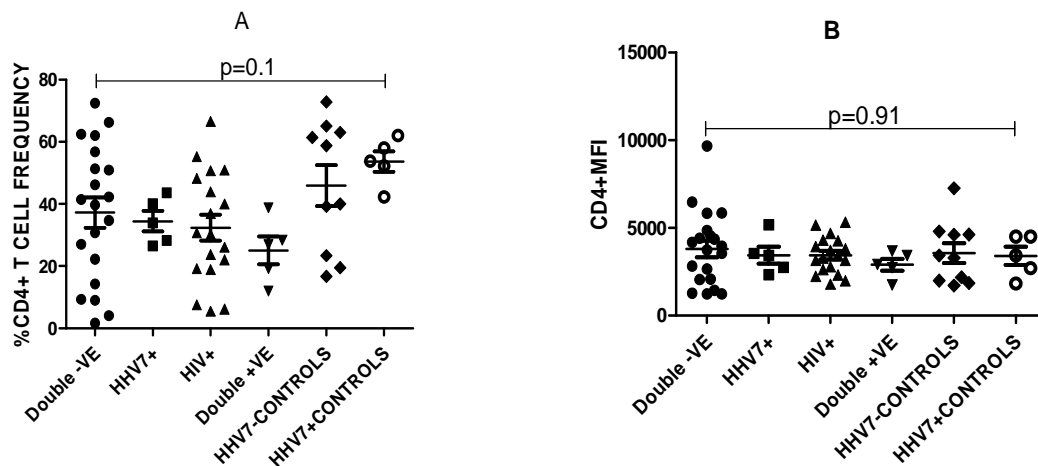 A
p=0.1
%CD4+ T CELL FREQUENCY
80
60
40
20
0
Double -VE
HHV7+
HIV+
Double +VE
HHV7-CONTROLS
HHV7+CONTROLS
B
p=0.91
CD4+MFI
15000
10000
5000
0
Double -VE
HHV7+
HIV+
Double +VE
HHV7-CONTROLS
HHV7+CONTROLS